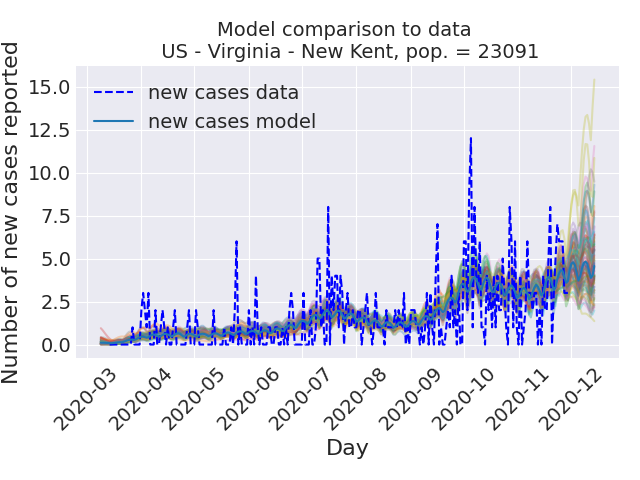 Model comparison to data
US - Virginia - New Kent, pop. = 23091
Number of new cases reported
15.0
12.5
10.0
7.5
5.0
2.5
0.0
new cases data
new cases model
2020-03
2020-04
2020-05
2020-06
2020-07
2020-08
2020-09
2020-10
2020-11
2020-12
Day